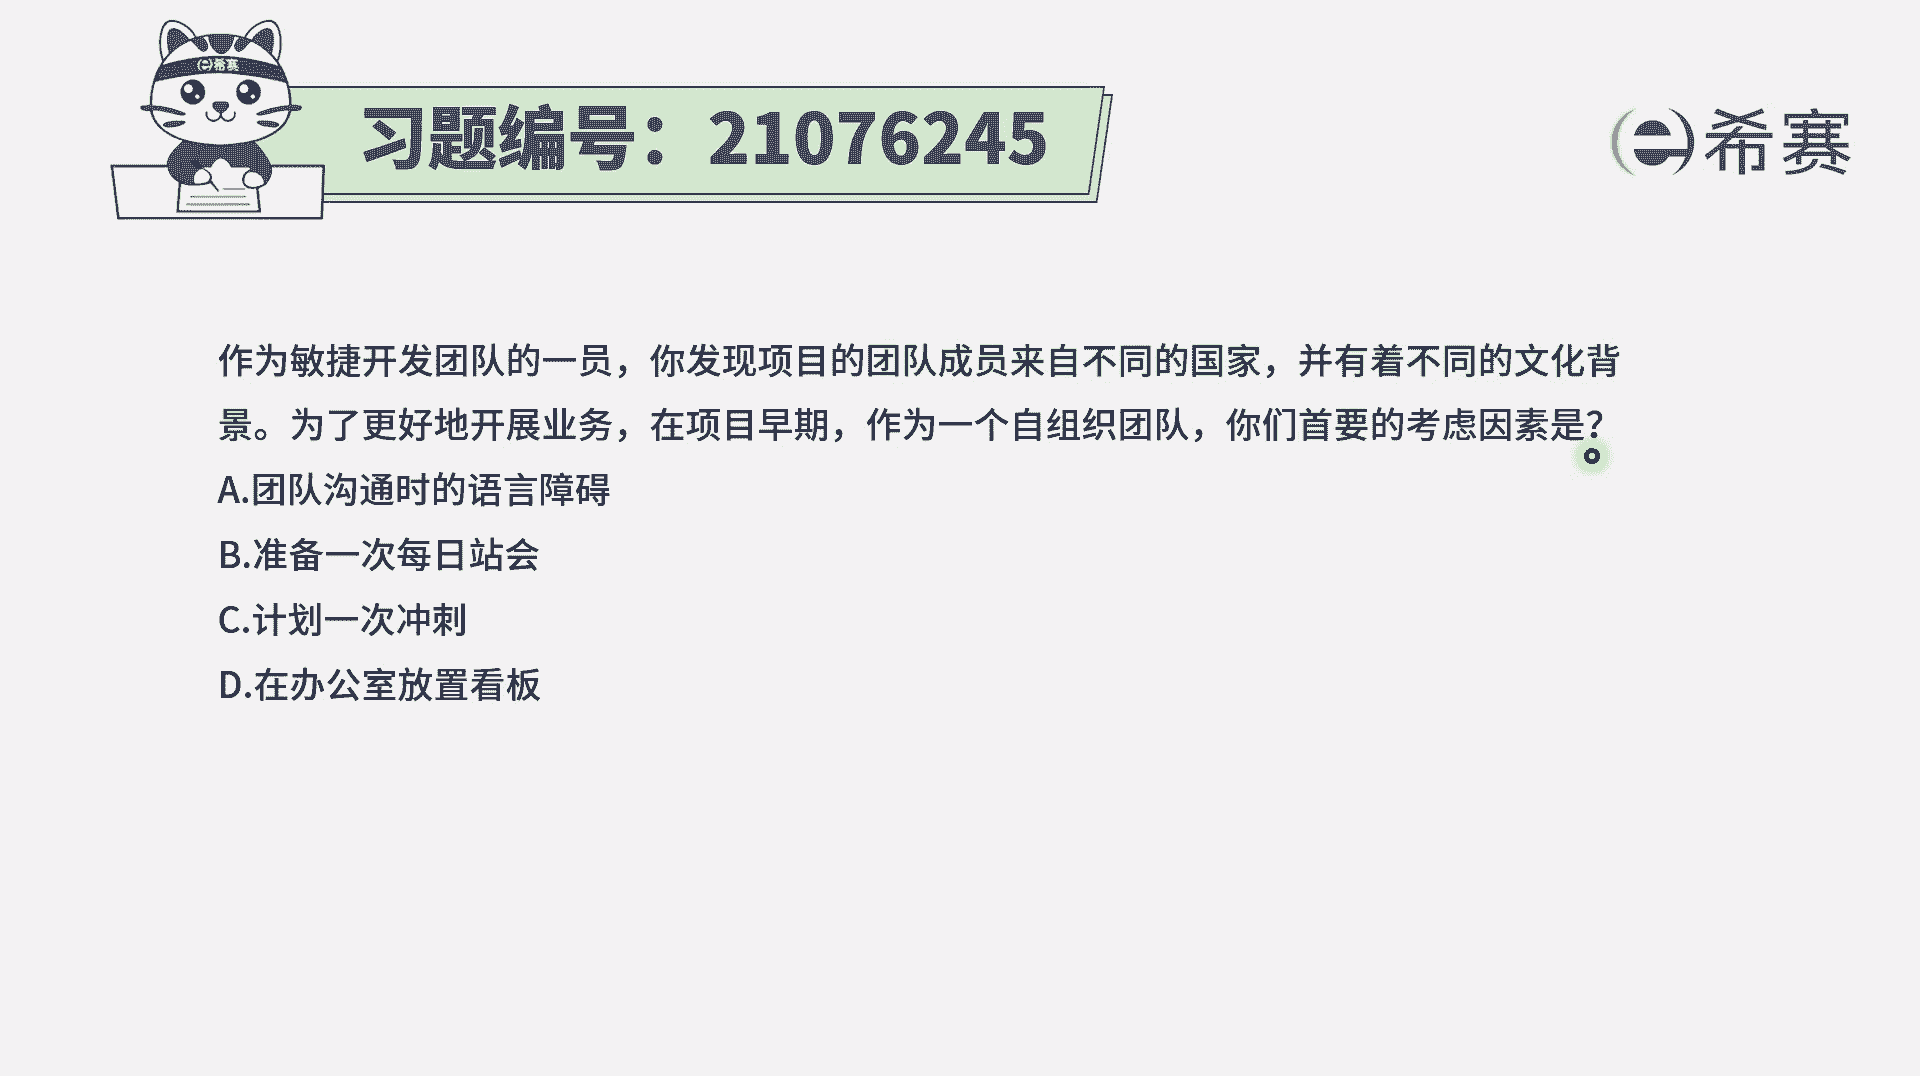 希赛
习题编号：21076245
希赛
作为敏捷开发团队的一员，你发现项目的团队成员来自不同的国家，并有着不同的文化背
景。为了更好地开展业务，在项目早期，作为一个自组织团队，你们首要的考虑因素是？
A.团队沟通时的语言障碍
B.准备一次每日站会
C.计划一次冲刺
D.在办公室放置看板